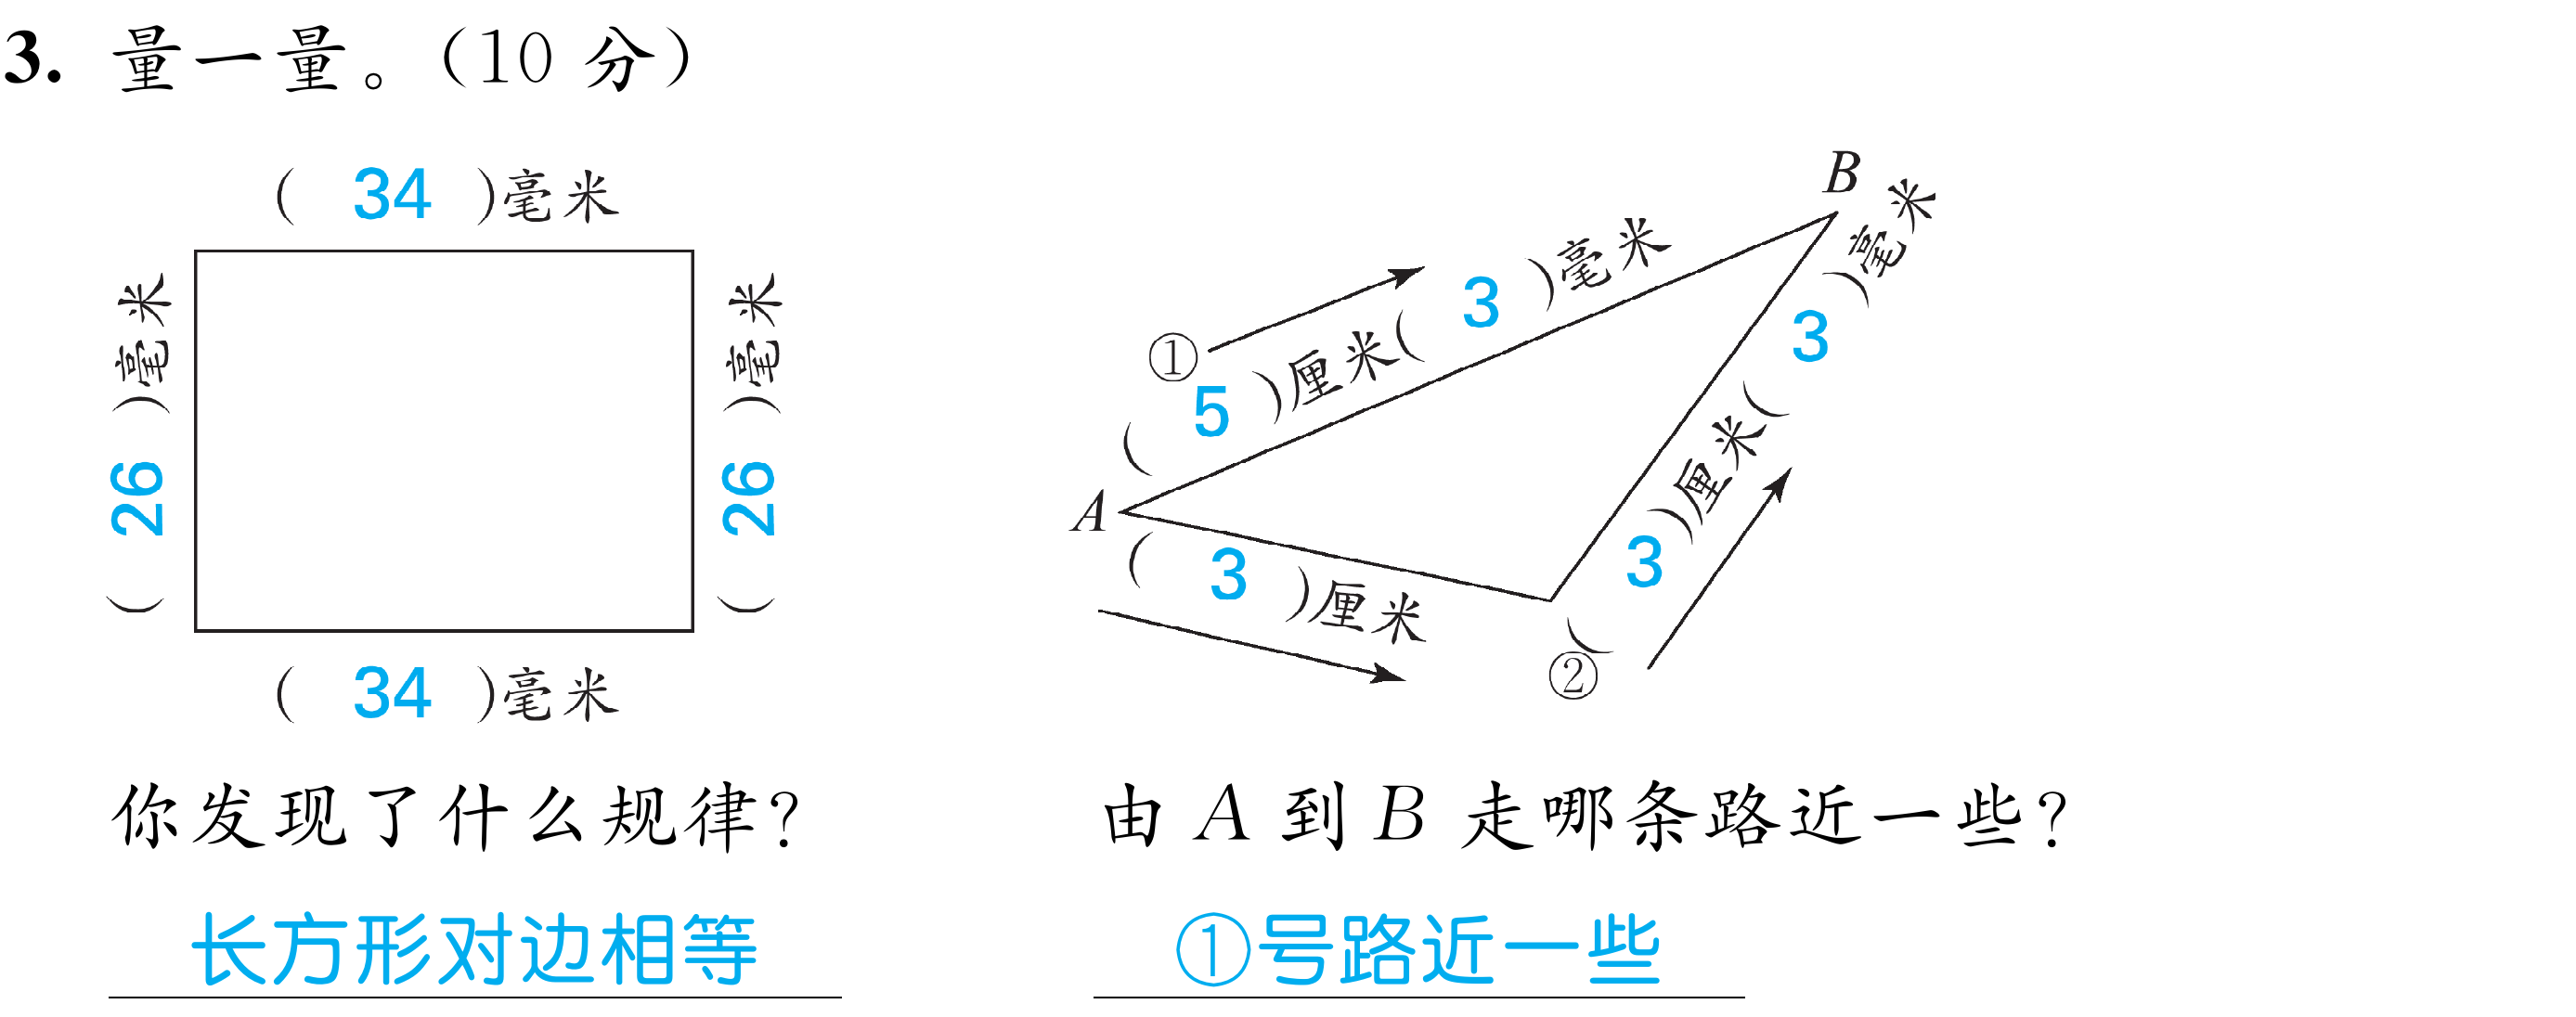 3. 量一量。(10 分)
( 34 )毫米
( 26 )毫米
( 26 )毫米
( 34 )毫米
B
①
( 5 )厘米( 3 )毫米
A
( 3 )厘米
( 3 )厘米( 3 )毫米
②
你发现了什么规律?
长方形对边相等
由 A 到 B 走哪条路近一些?
①号路近一些